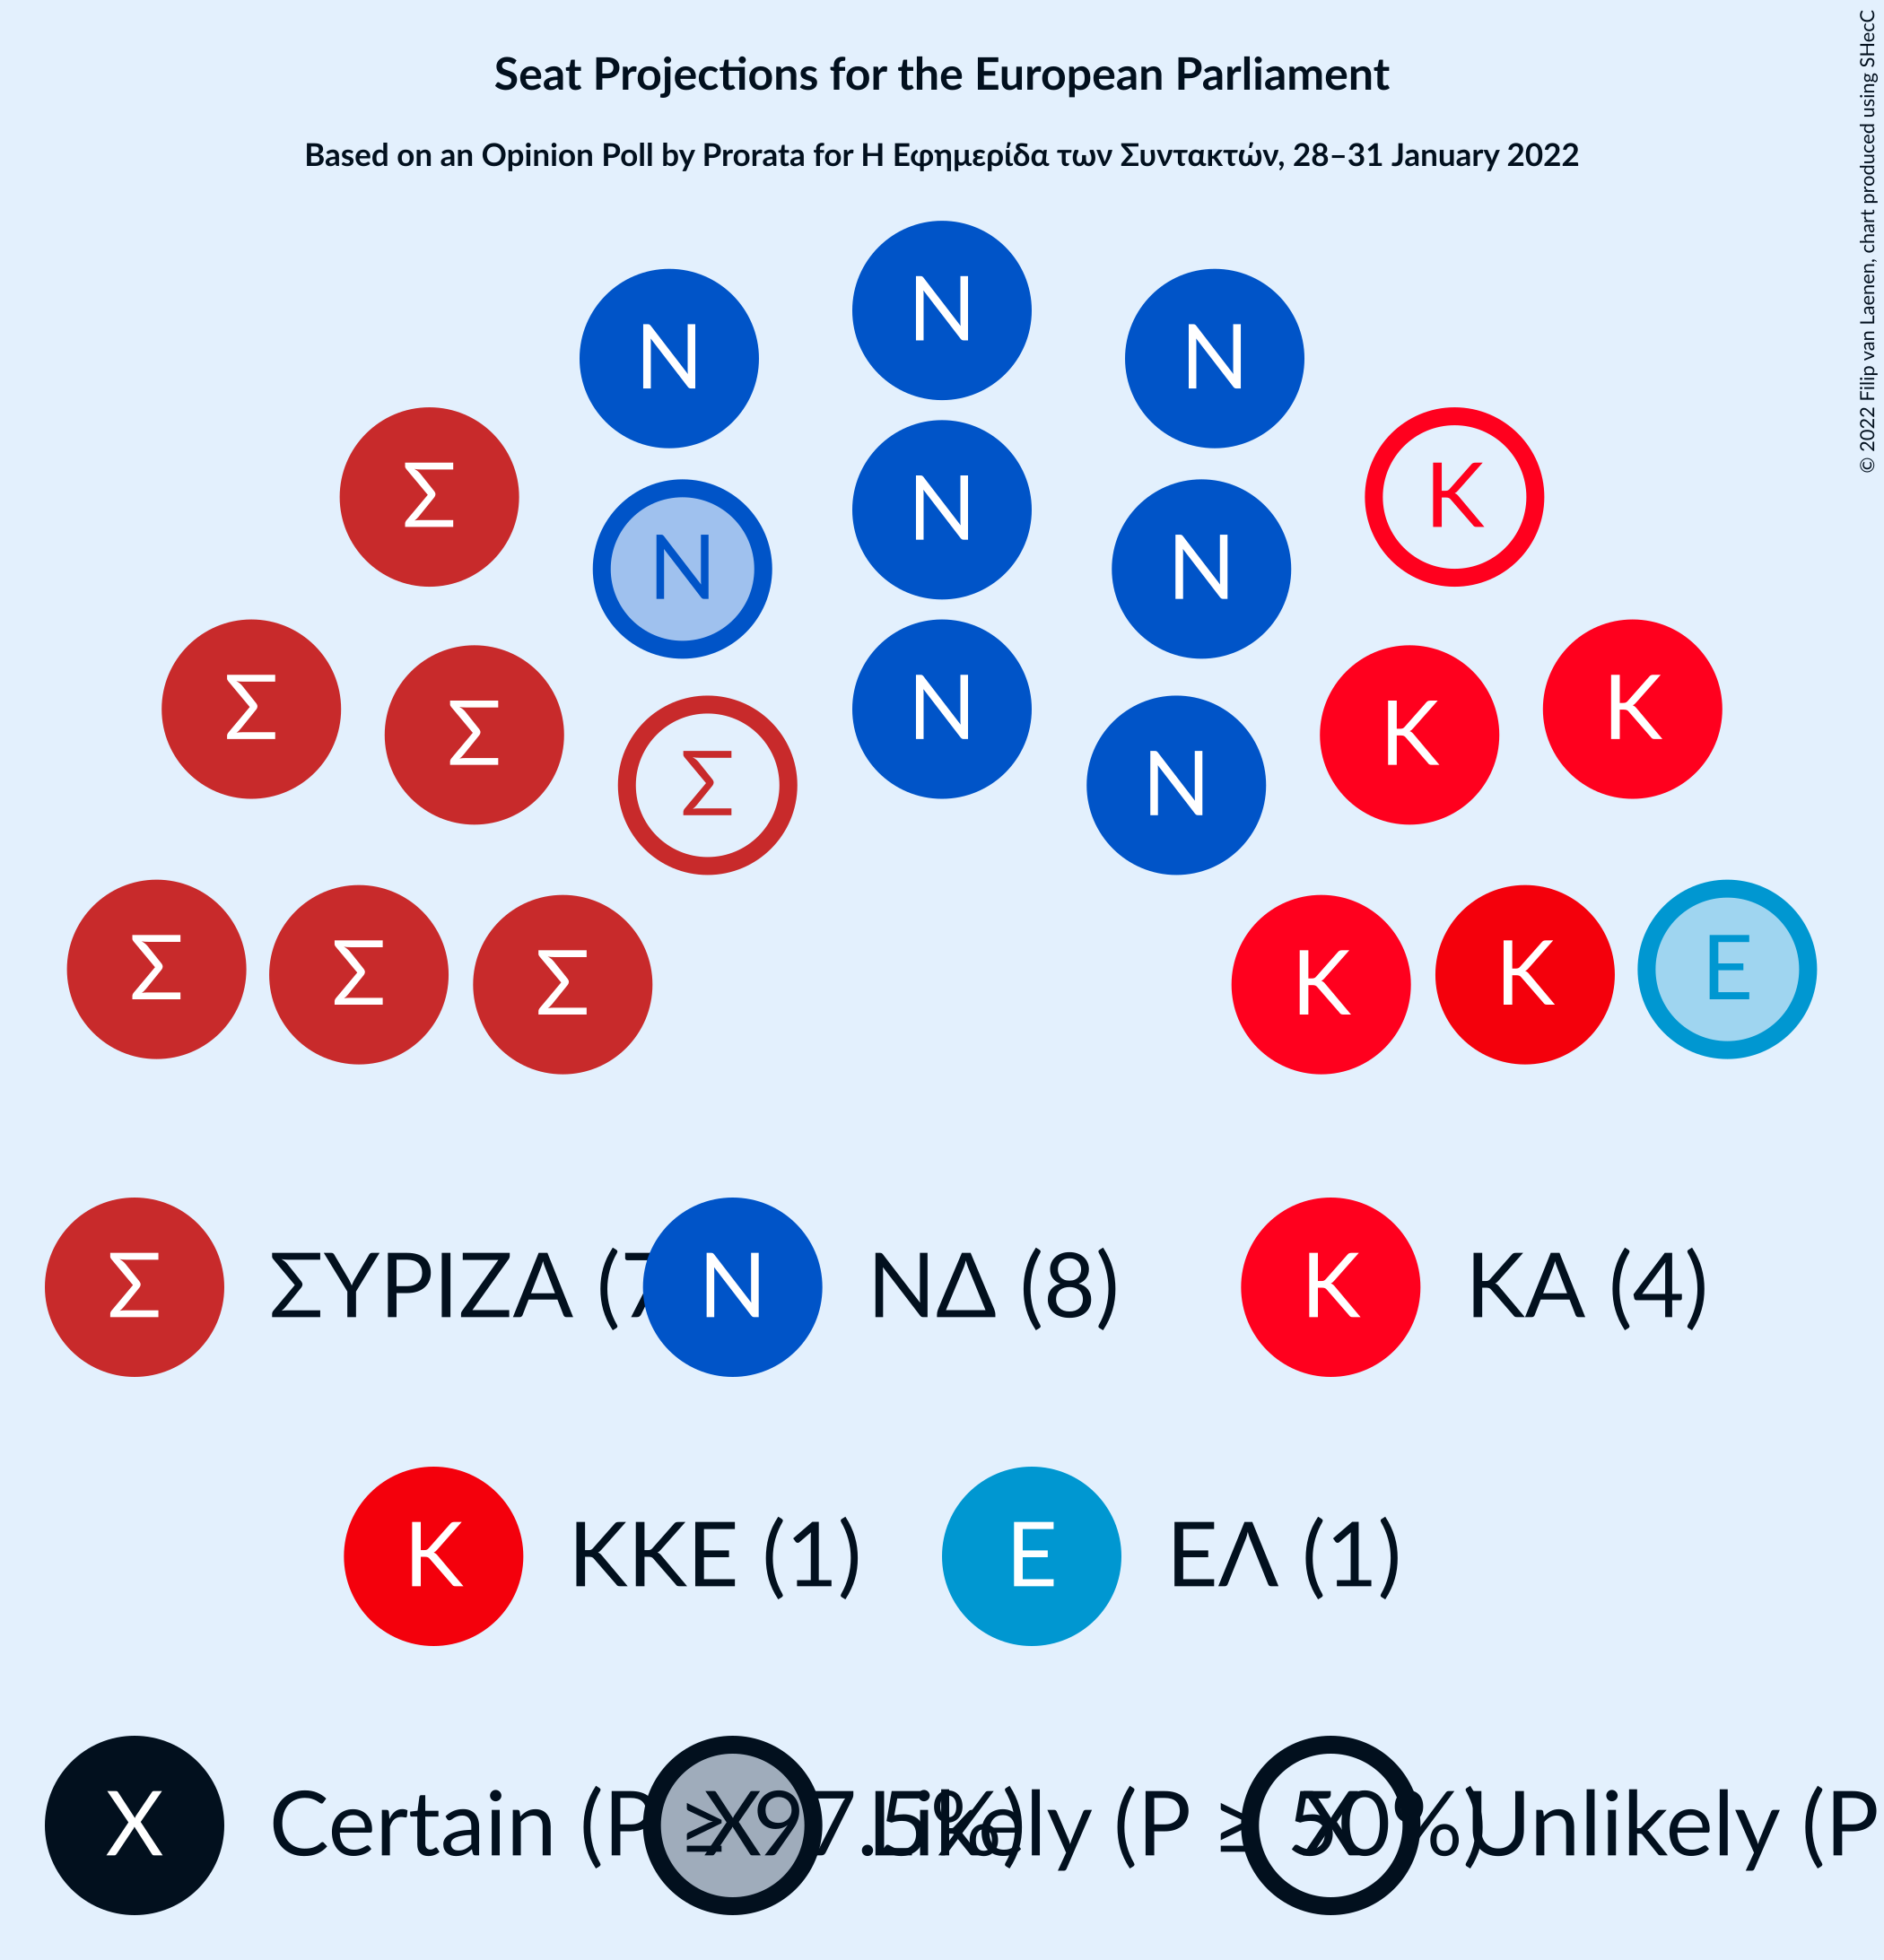 Seat Projections for the European Parliament
Based on an Opinion Poll by Prorata for Η Εφημερίδα των Συντακτών, 28–31 January 2022
© 2022 Filip van Laenen, chart produced using SHecC
Ν
Ν Ν
Ν
Σ Κ
Ν Ν
Σ Ν Κ
Σ Κ
Σ Ν
Σ Ε
Σ Κ
Σ Κ
Σ ΣΥΡΙΖΑ (7 Ν ΝΔ (8) Κ ΚΑ (4)
Κ ΚΚΕ (1) Ε ΕΛ (1)
X Certain (P ≥ 97.5%) X Likely (P ≥ 50%) X Unlikely (P